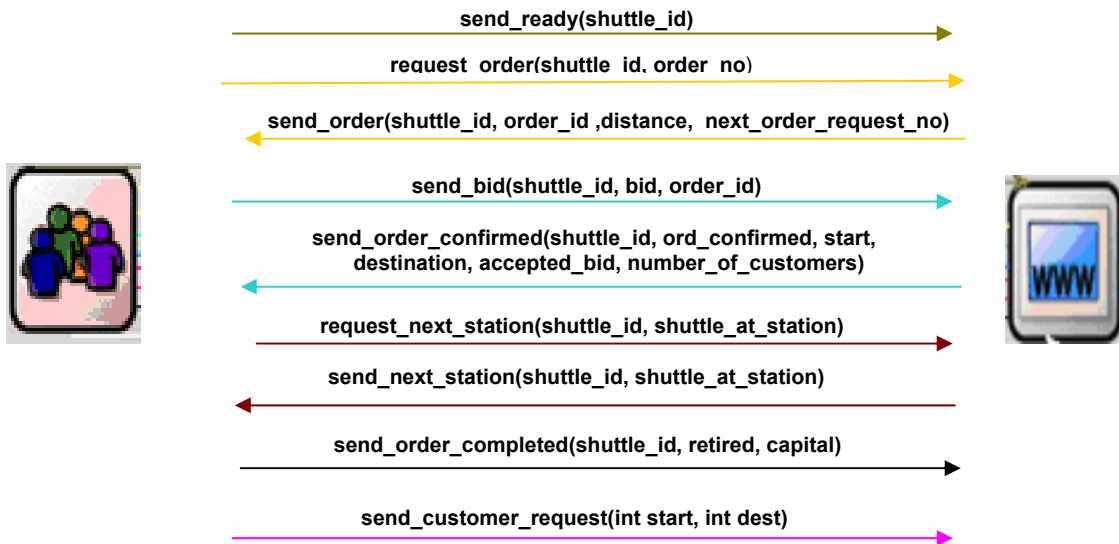 send_ready(shuttle_id)
request_order(shuttle_id, order_no)
send_order(shuttle_id, order_id ,distance, next_order_request_no)
send_bid(shuttle_id, bid, order_id)
send_order_confirmed(shuttle_id, ord_confirmed, start,
destination, accepted_bid, number_of_customers)
WWW
request_next_station(shuttle_id, shuttle_at_station)
send_next_station(shuttle_id, shuttle_at_station)
send_order_completed(shuttle_id, retired, capital)
send_customer_request(int start, int dest)